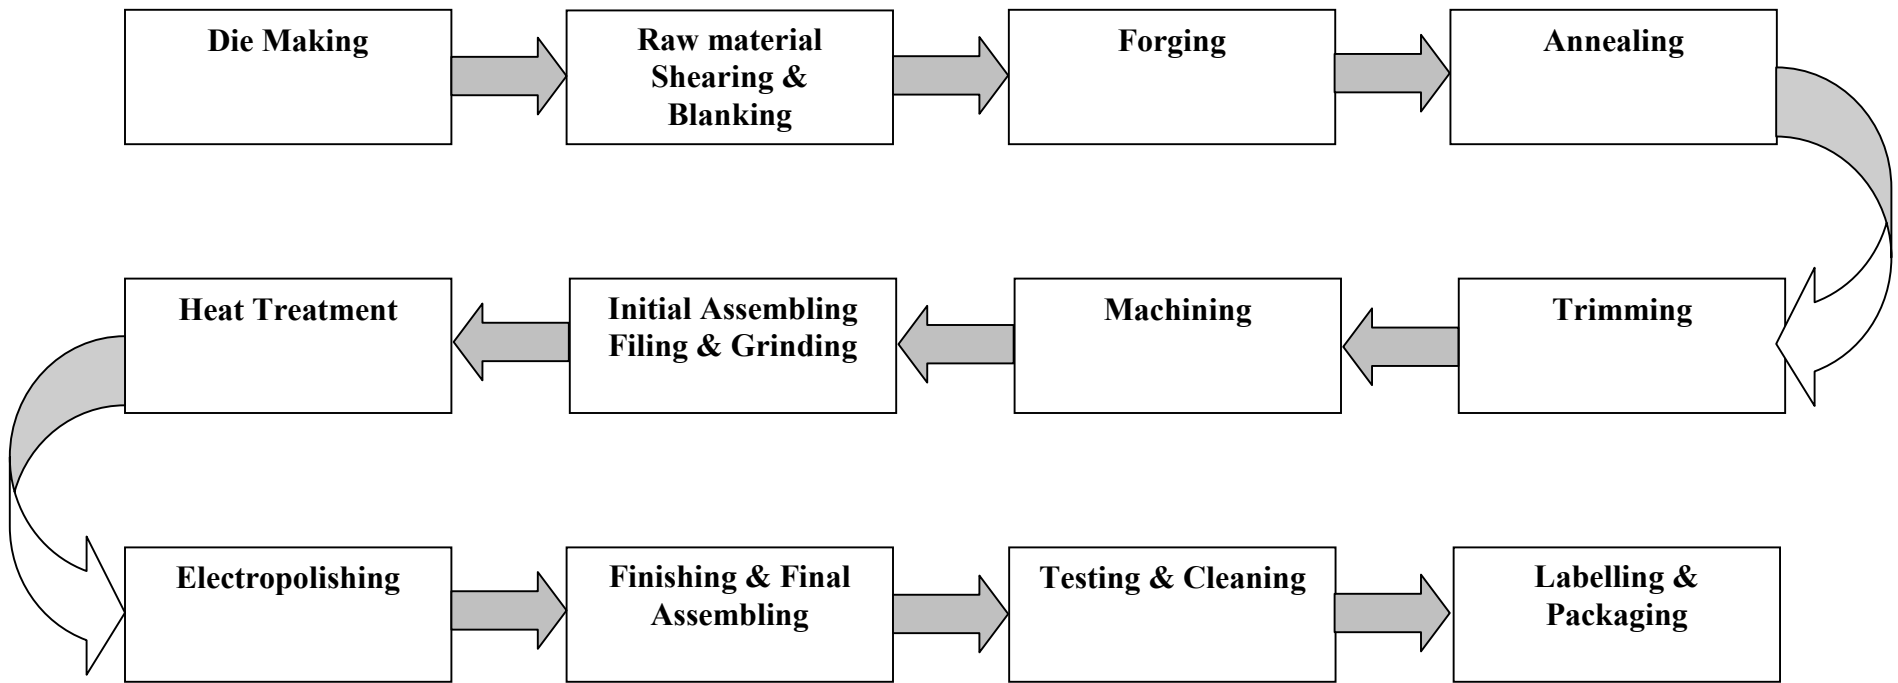 Die Making
Raw material
Shearing &
Blanking
Forging
Annealing
Trimming
Machining
Initial Assembling
Filing & Grinding
Heat Treatment
Electropolishing
Finishing & Final
Assembling
Testing & Cleaning
Labelling &
Packaging